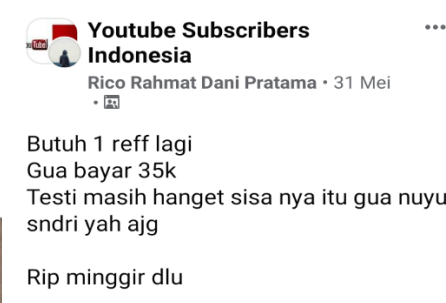 Youtube Subscribers
Indonesia
Rico Rahmat Dani Pratama • 31 Mei
•
Butuh 1 reff lagi
Gua bayar 35k
Testi masih hanget sisa nya itu gua nuyu
sndri yah ajg
Rip minggir dlu